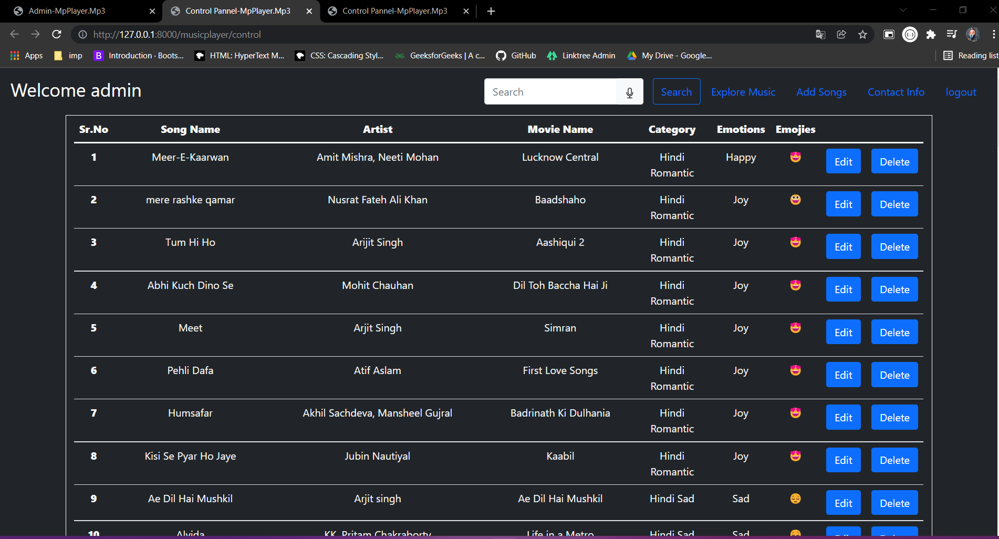 Admin-MpPlayer.Mp3 Control Pannel-MpPlayer.Mp3 Control Pannel-MpPlayer.Mp3
http://127.0.0.1:8000/musicplayer/control
Apps imp Introduction · Boots... HTML: HyperText M... CSS: Cascading Styl... GeeksforGeeks | A c... GitHub Linktree Admin My Drive - Google... Reading list
Welcome admin Search Search Explore Music Add Songs Contact Info logout
Sr.No Song Name Artist Movie Name Category Emotions Emojies
1 Meer-E-Kaarwan Amit Mishra, Neeti Mohan Lucknow Central Hindi Happy 😍 Edit Delete
Romantic
2 mere rashke qamar Nusrat Fateh Ali Khan Baadshaho Hindi Joy 😀 Edit Delete
Romantic
3 Tum Hi Ho Arijit Singh Aashiqui 2 Hindi Joy 😍 Edit Delete
Romantic
4 Abhi Kuch Dino Se Mohit Chauhan Dil Toh Baccha Hai Ji Hindi Joy 😍 Edit Delete
Romantic
5 Meet Arjit Singh Simran Hindi Joy 😍 Edit Delete
Romantic
6 Pehli Dafa Atif Aslam First Love Songs Hindi Joy 😍 Edit Delete
Romantic
7 Humsafar Akhil Sachdeva, Mansheel Gujral Badrinath Ki Dulhania Hindi Joy 😍 Edit Delete
Romantic
8 Kisi Se Pyar Ho Jaye Jubin Nautiyal Kaabil Hindi Joy 😍 Edit Delete
Romantic
9 Ae Dil Hai Mushkil Arjit singh Ae Dil Hai Mushkil Hindi Sad Sad 😔 Edit Delete
10 Alvida KK, Pritam Chakraborty Life in a Metro Hindi Sad Sad